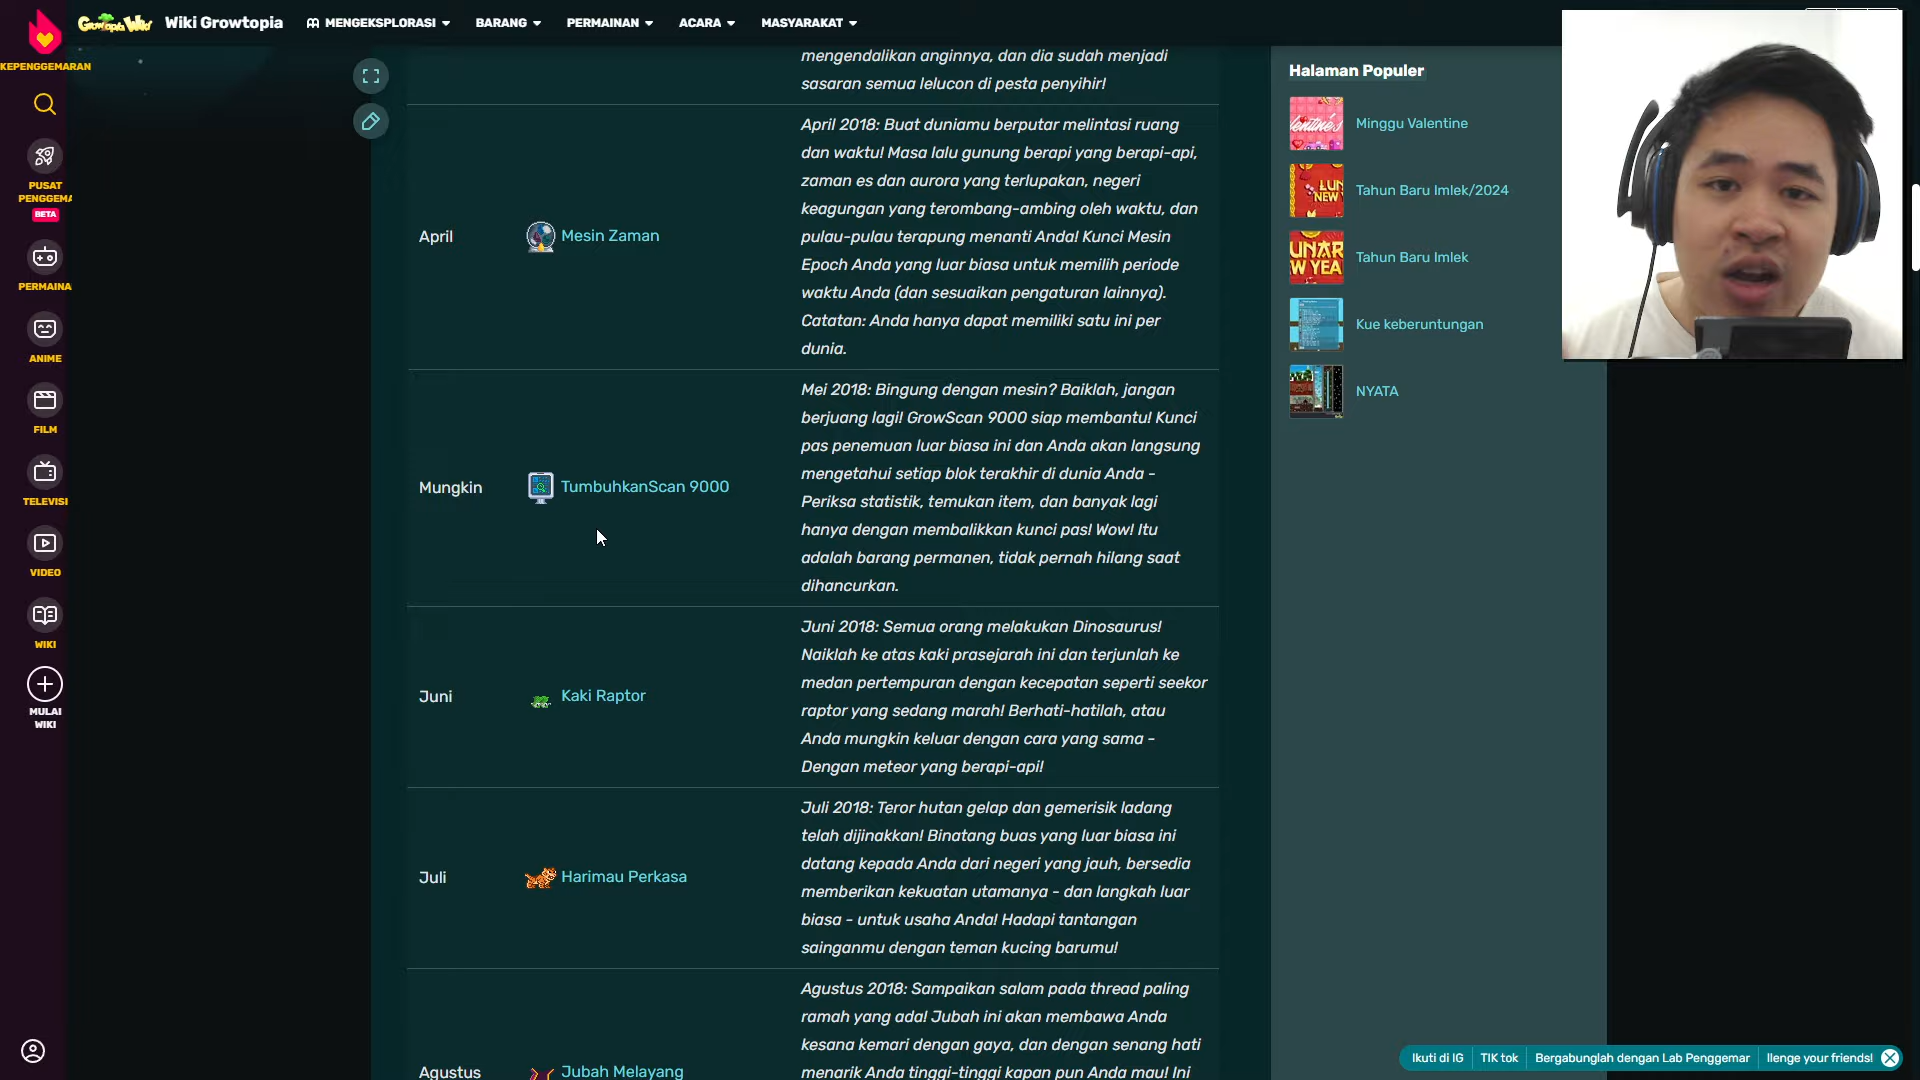 Growtopia Wiki
Wiki Growtopia
MENGEKSPLORASI
BARANG
PERMAINAN
ACARA
MASYARAKAT
KEPENGGEMARAN
PUSAT
PENGGEMA
BETA
PERMAINA
ANIME
FILM
TELEVISI
VIDEO
WIKI
MULAI
WIKI
mengendalikan anginnya, dan dia sudah menjadi
sasaran semua lelucon di pesta penyihir!
April
Mesin Zaman
April 2018: Buat duniamu berputar melintasi ruang
dan waktu! Masa lalu gunung berapi yang berapi-api,
zaman es dan aurora yang terlupakan, negeri
keagungan yang terombang-ambing oleh waktu, dan
pulau-pulau terapung menanti Anda! Kunci Mesin
Epoch Anda yang luar biasa untuk memilih periode
waktu Anda (dan sesuaikan pengaturan lainnya).
Catatan: Anda hanya dapat memiliki satu ini per
dunia.
Mungkin
TumbuhkanScan 9000
Mei 2018: Bingung dengan mesin? Baiklah, jangan
berjuang lagi! GrowScan 9000 siap membantu! Kunci
pas penemuan luar biasa ini dan Anda akan langsung
mengetahui setiap blok terakhir di dunia Anda -
Periksa statistik, temukan item, dan banyak lagi
hanya dengan membalikkan kunci pas! Wow! Itu
adalah barang permanen, tidak pernah hilang saat
dihancurkan.
Juni
Kaki Raptor
Juni 2018: Semua orang melakukan Dinosaurus!
Naiklah ke atas kaki prasejarah ini dan terjunlah ke
medan pertempuran dengan kecepatan seperti seekor
raptor yang sedang marah! Berhati-hatilah, atau
Anda mungkin keluar dengan cara yang sama -
Dengan meteor yang berapi-api!
Juli
Harimau Perkasa
Juli 2018: Teror hutan gelap dan gemerisik ladang
telah dijinakkan! Binatang buas yang luar biasa ini
datang kepada Anda dari negeri yang jauh, bersedia
memberikan kekuatan utamanya - dan langkah luar
biasa - untuk usaha Anda! Hadapi tantangan
sainganmu dengan teman kucing barumu!
Agustus
Jubah Melayang
Agustus 2018: Sampaikan salam pada thread paling
ramah yang ada! Jubah ini akan membawa Anda
kesana kemari dengan gaya, dan dengan senang hati
menarik Anda tinggi-tinggi kapan pun Anda mau! Ini
Halaman Populer
Minggu Valentine
Tahun Baru Imlek/2024
Tahun Baru Imlek
Kue keberuntungan
NYATA
Ikuti di IG
TIK tok
Bergabunglah dengan Lab Penggemar
llenge your friends!